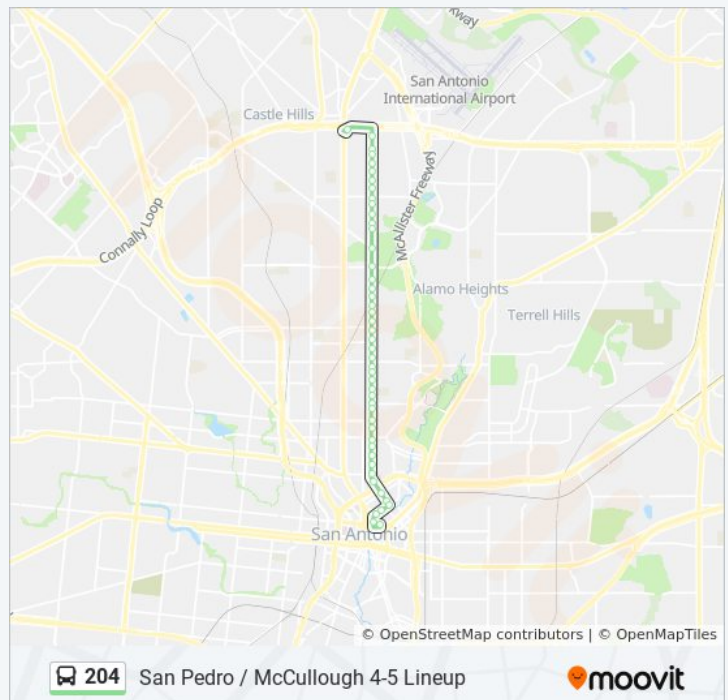 kway
San Antonio
International Airport
Castle Hills
McAllister Freeway
Connally Loop
Alamo Heights
Terrell Hills
San Antonio
© OpenStreetMap contributors | © OpenMapTiles
204 San Pedro / McCullough 4-5 Lineup
moovit